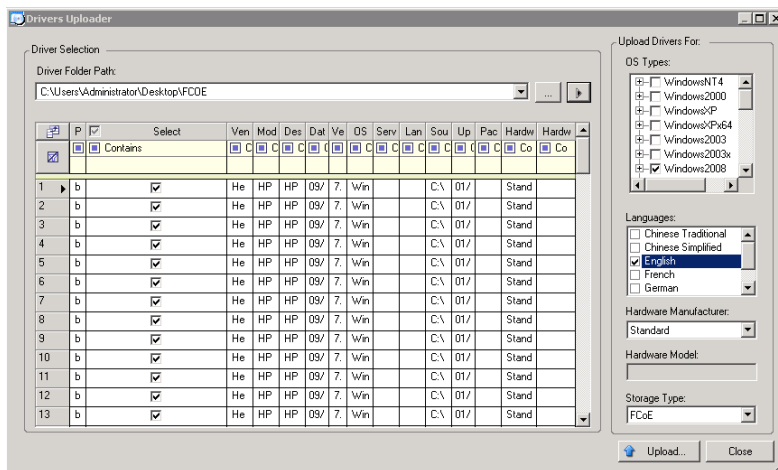 Drivers Uploader
Driver Selection
Driver Folder Path:
C:\Users\Administrator\Desktop\FCOE
...
P Select Ven Mod Des Dat Ve OS Serv Lan Sou Up Pac Hardw Hardw
Contains C C C ( C C C C C ( C Co Co
1 b He HP HP 09/ 7. Win C:\ 01/ Stand
2 b He HP HP 09/ 7. Win C:\ 01/ Stand
3 b He HP HP 09/ 7. Win C:\ 01/ Stand
4 b He HP HP 09/ 7. Win C:\ 01/ Stand
5 b He HP HP 09/ 7. Win C:\ 01/ Stand
6 b He HP HP 09/ 7. Win C:\ 01/ Stand
7 b He HP HP 09/ 7. Win C:\ 01/ Stand
8 b He HP HP 09/ 7. Win C:\ 01/ Stand
9 b He HP HP 09/ 7. Win C:\ 01/ Stand
10 b He HP HP 09/ 7. Win C:\ 01/ Stand
11 b He HP HP 09/ 7. Win C:\ 01/ Stand
12 b He HP HP 09/ 7. Win C:\ 01/ Stand
13 b He HP HP 09/ 7. Win C:\ 01/ Stand
Upload Drivers For:
OS Types:
WindowsNT4
Windows2000
WindowsXP
WindowsXPx64
Windows2003
Windows2003x
Windows2008
Languages:
Chinese Traditional
Chinese Simplified
English
French
German
Hardware Manufacturer:
Standard
Hardware Model:
Storage Type:
FCoE
Upload...
Close